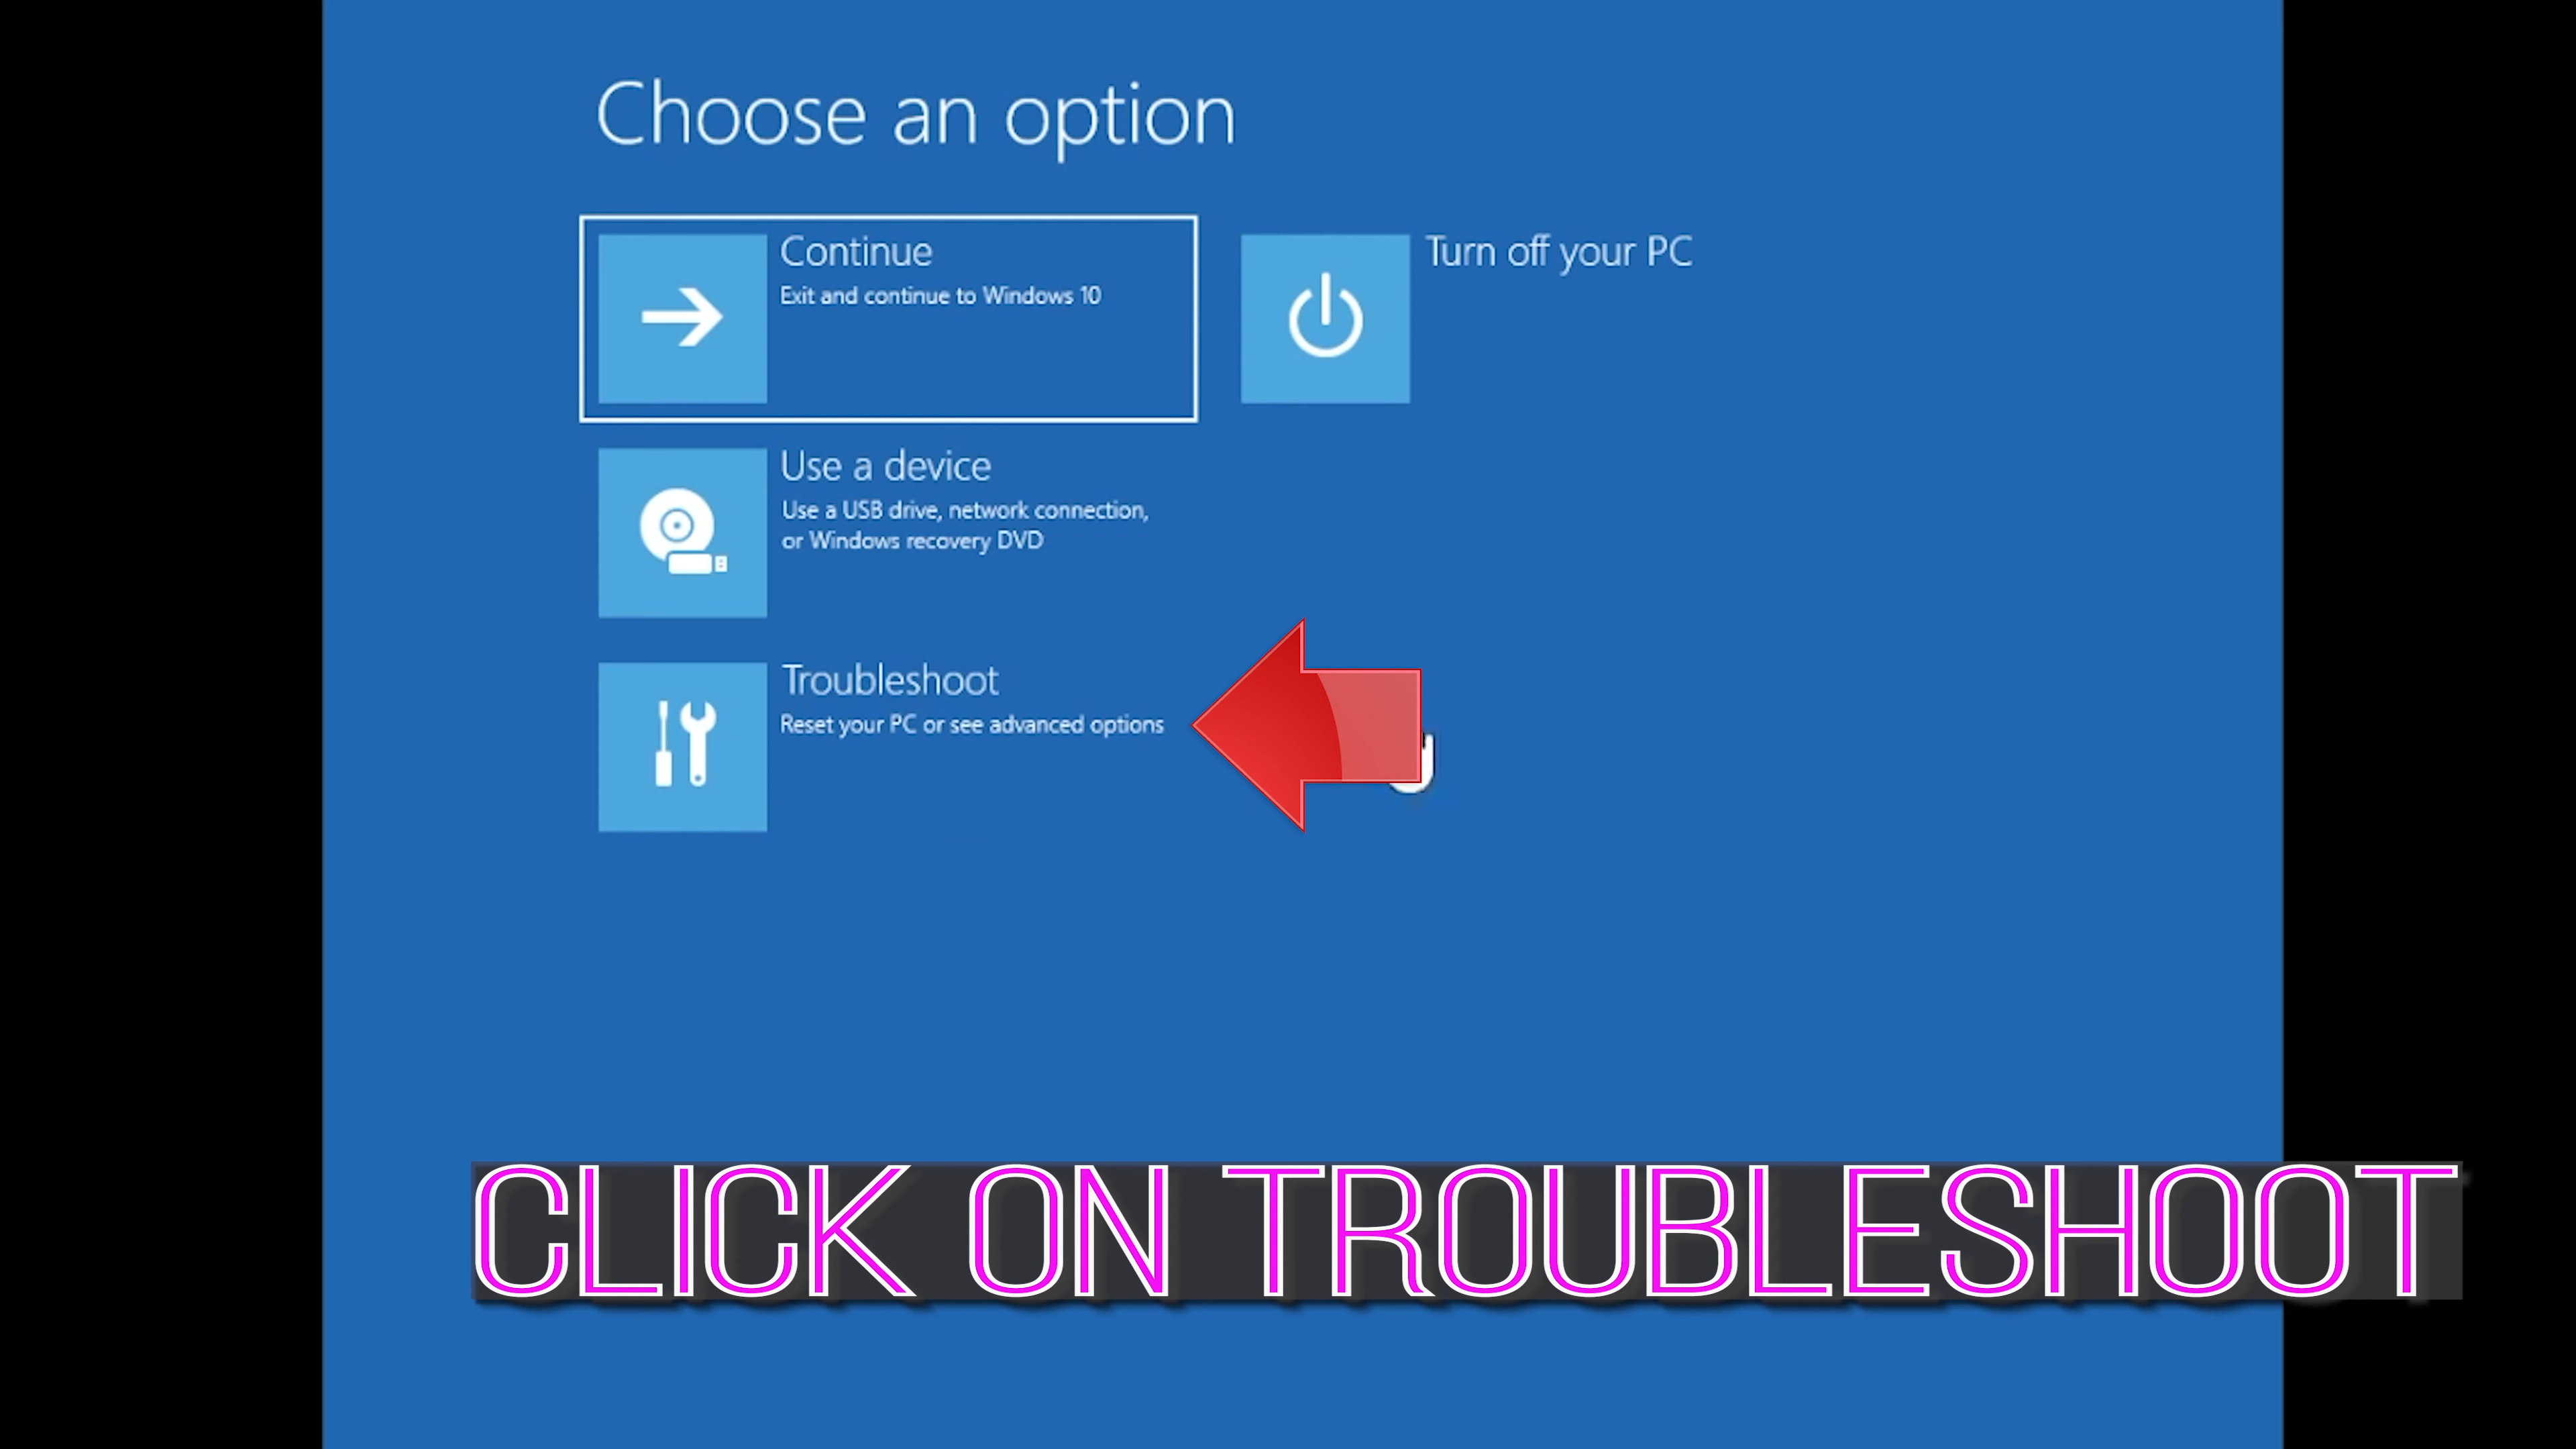 Choose an option
Continue
Exit and continue to Windows 10
Turn off your PC
Use a device
Use a USB drive, network connection,
or Windows recovery DVD
Troubleshoot
Reset your PC or see advanced options
CLICK ON TROUBLESHOOT